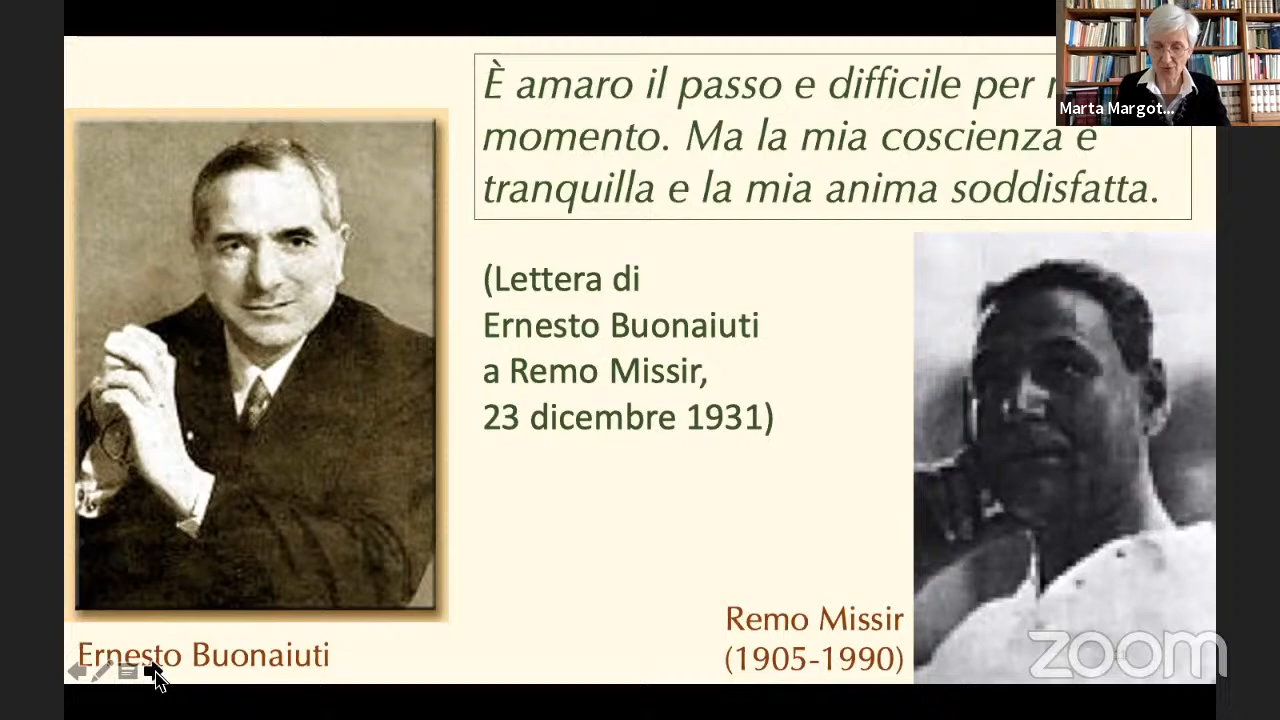 È amaro il passo e difficile per
momento. Ma la mia coscienza è
tranquilla e la mia anima soddisfatta.
Marta Margot...
(Lettera di
Ernesto Buonaiuti
a Remo Missir,
23 dicembre 1931)
Remo Missir
(1905-1990)
Ernesto Buonaiuti
zoom